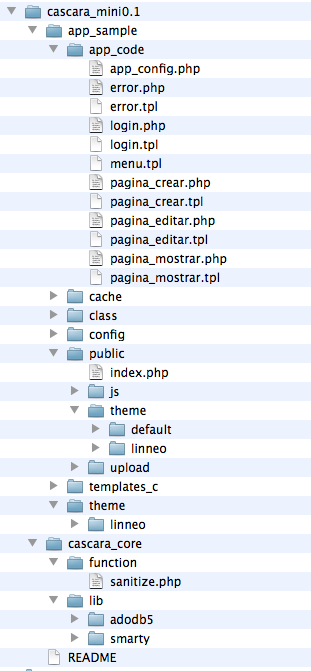 cascara_mini0.1
app_sample
app_code
app_config.php
error.php
error.tpl
login.php
login.tpl
menu.tpl
pagina_crear.php
pagina_crear.tpl
pagina_editar.php
pagina_editar.tpl
pagina_mostrar.php
pagina_mostrar.tpl
cache
class
config
public
index.php
js
theme
default
linneo
upload
templates_c
theme
linneo
cascara_core
function
sanitize.php
lib
adodb5
smarty
README